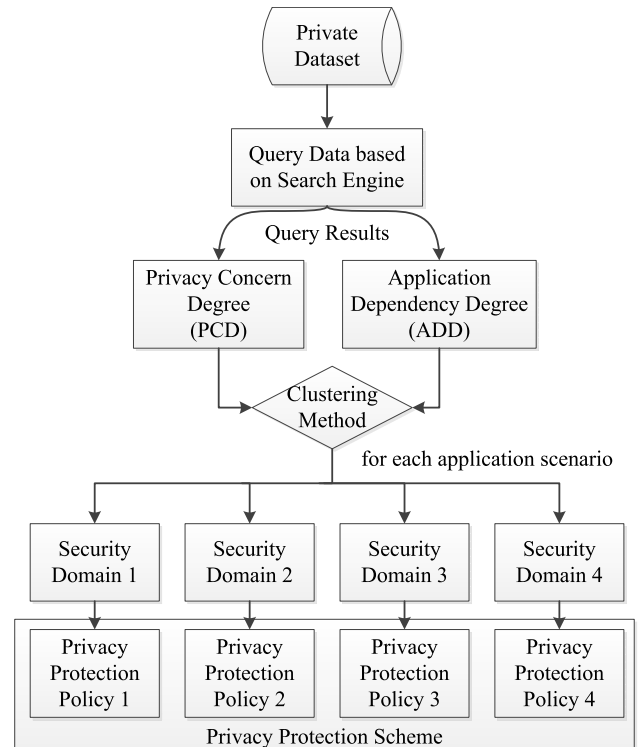 Private
Dataset
Query Data based
on Search Engine
Query Results
Privacy Concern
Degree
(PCD)
Application
Dependency Degree
(ADD)
Clustering
Method
for each application scenario
Security
Domain 1
Security
Domain 2
Security
Domain 3
Security
Domain 4
Privacy
Protection
Policy 1
Privacy
Protection
Policy 2
Privacy
Protection
Policy 3
Privacy
Protection
Policy 4
Privacy Protection Scheme